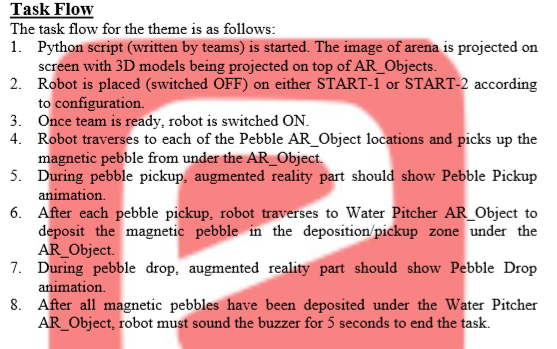 Task Flow
The task flow for the theme is as follows:
1. Python script (written by teams) is started. The image of arena is projected on
screen with 3D models being projected on top of AR_Objects.
2. Robot is placed (switched OFF) on either START-1 or START-2 according
to configuration.
3. Once team is ready, robot is switched ON.
4. Robot traverses to each of the Pebble AR_Object locations and picks up the
magnetic pebble from under the AR_Object.
5. During pebble pickup, augmented reality part should show Pebble Pickup
animation.
6. After each pebble pickup, robot traverses to Water Pitcher AR_Object to
deposit the magnetic pebble in the deposition/pickup zone under the
AR_Object.
7. During pebble drop, augmented reality part should show Pebble Drop
animation.
8. After all magnetic pebbles have been deposited under the Water Pitcher
AR_Object, robot must sound the buzzer for 5 seconds to end the task.